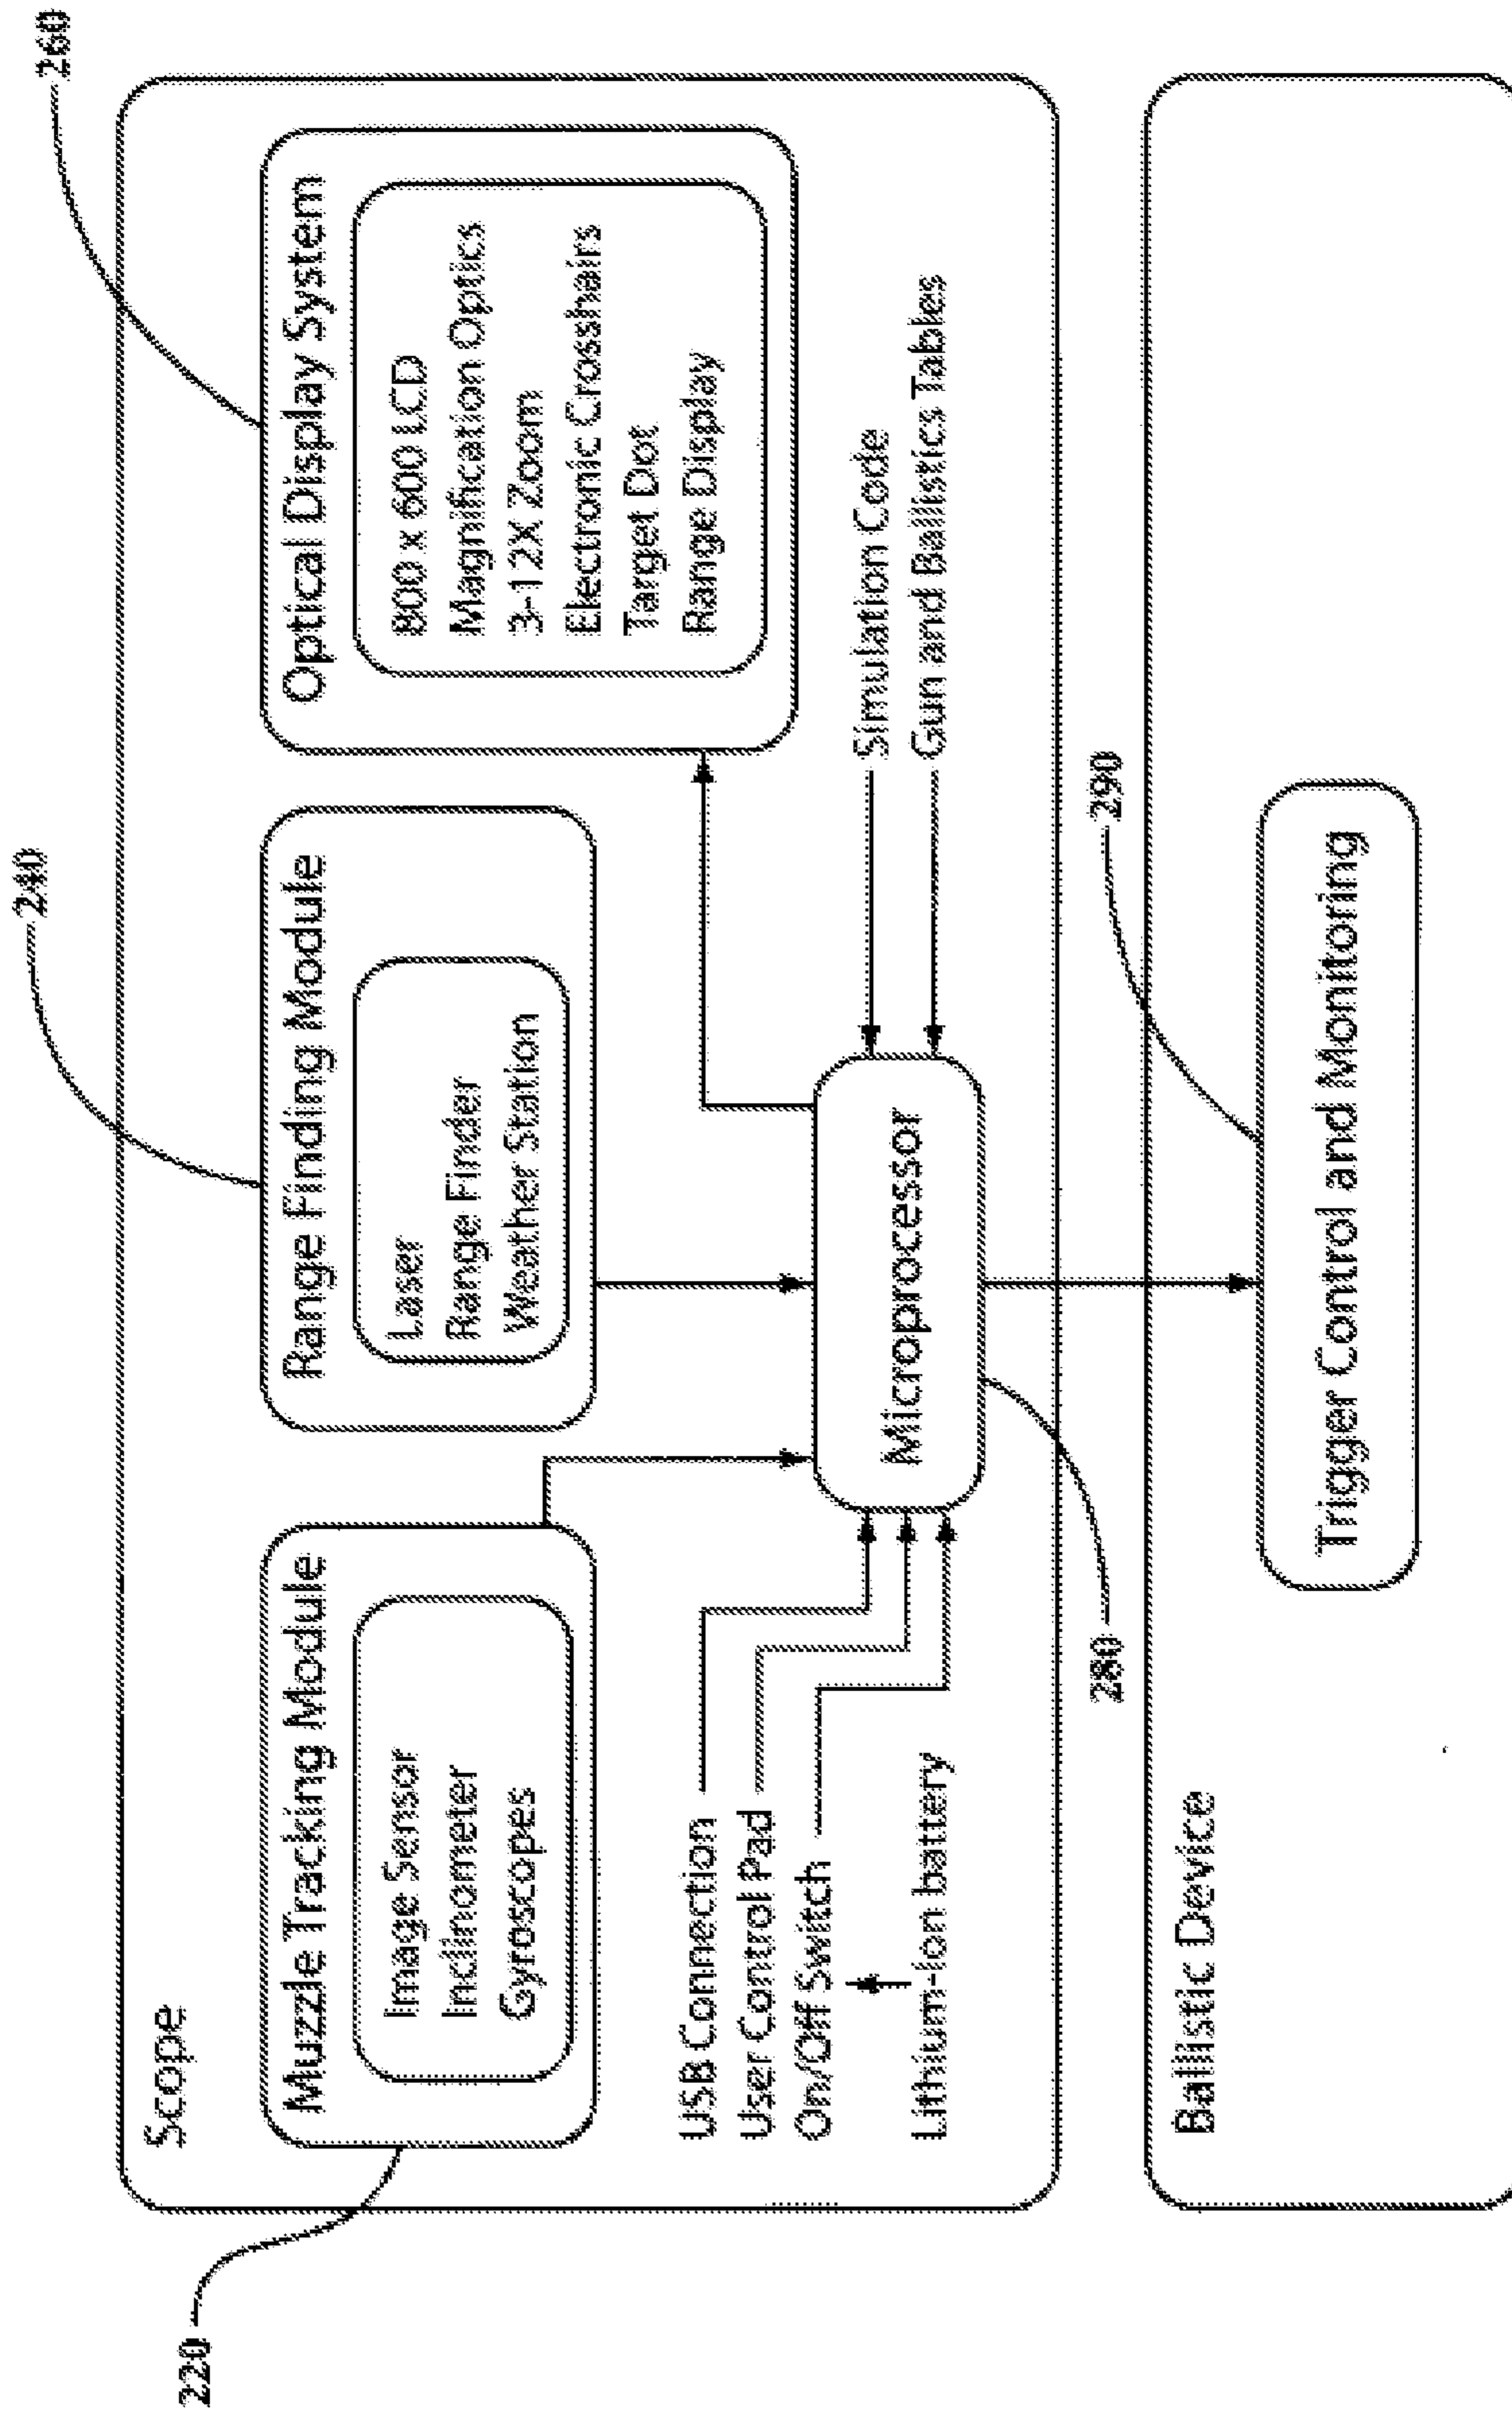 Scope
220
Muzzle Tracking Module
Image Sensor
Inclinometer
Gyroscopes
240
Range Finding Module
Laser
Range Finder
Weather Station
260
Optical Display System
800 x 600 LCD
Magnification Optics
3-12X Zoom
Electronic Crosshairs
Target Dot
Range Display
USB Connection
User Control Pad
On/Off Switch
Lithium-Ion battery
Microprocessor
280
Simulation Code
Gun and Ballistics Tables
Ballistic Device
290
Trigger Control and Monitoring